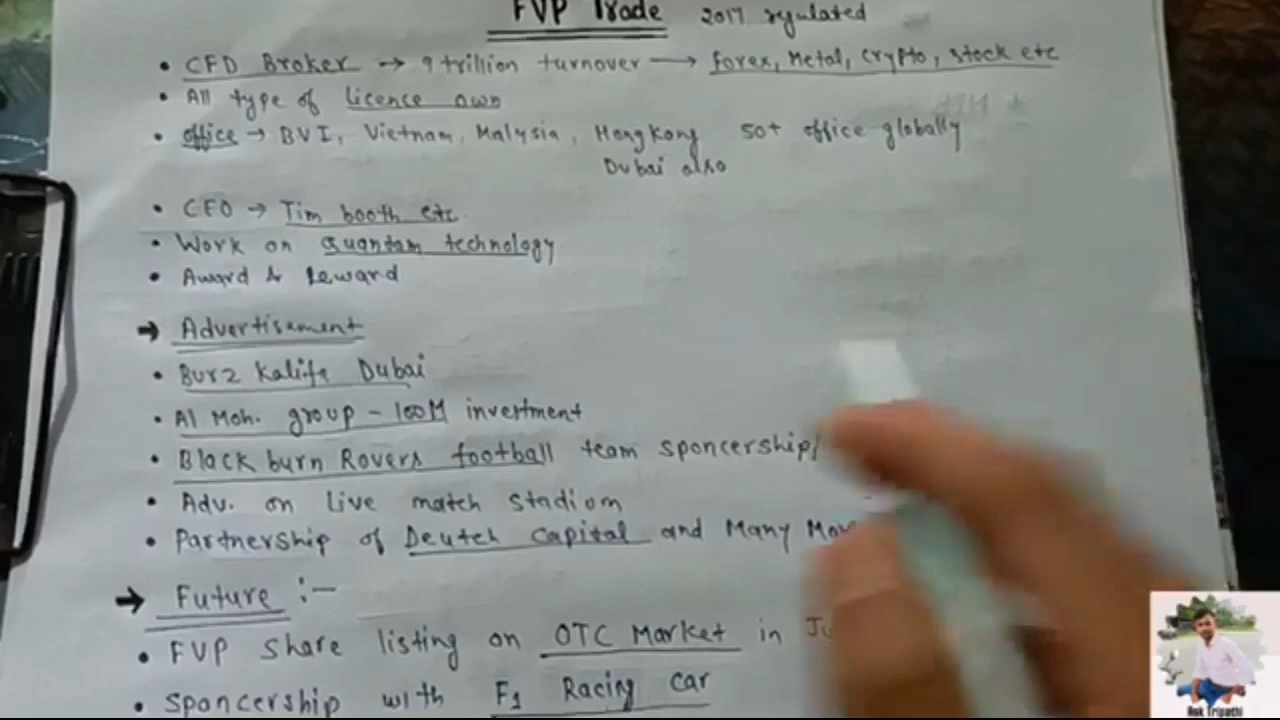 FVP Trade 2017 regulated
• CFD Broker → 9 trillion turnover → forex, Metal, Crypto, Stock etc
• All type of licence own
• office → BVI, Vietnam, Malysia, HongKong 50+ office globally
Dubai also
• CEO → Tim booth etc
• Work on Quantam technology
• Award & Reward
→ Advertisement
• Burz Kalifa Dubai
• Al Moh. group - 100M investment
• Black burn Rovers football team sponcership
• Adv. on Live match Stadiom
• Partnership of Deutch Capital and Many
→ Future :-
• FVP Share listing on OTC Market in
• Sponcership with F1 Racing car
Ask Tripathi